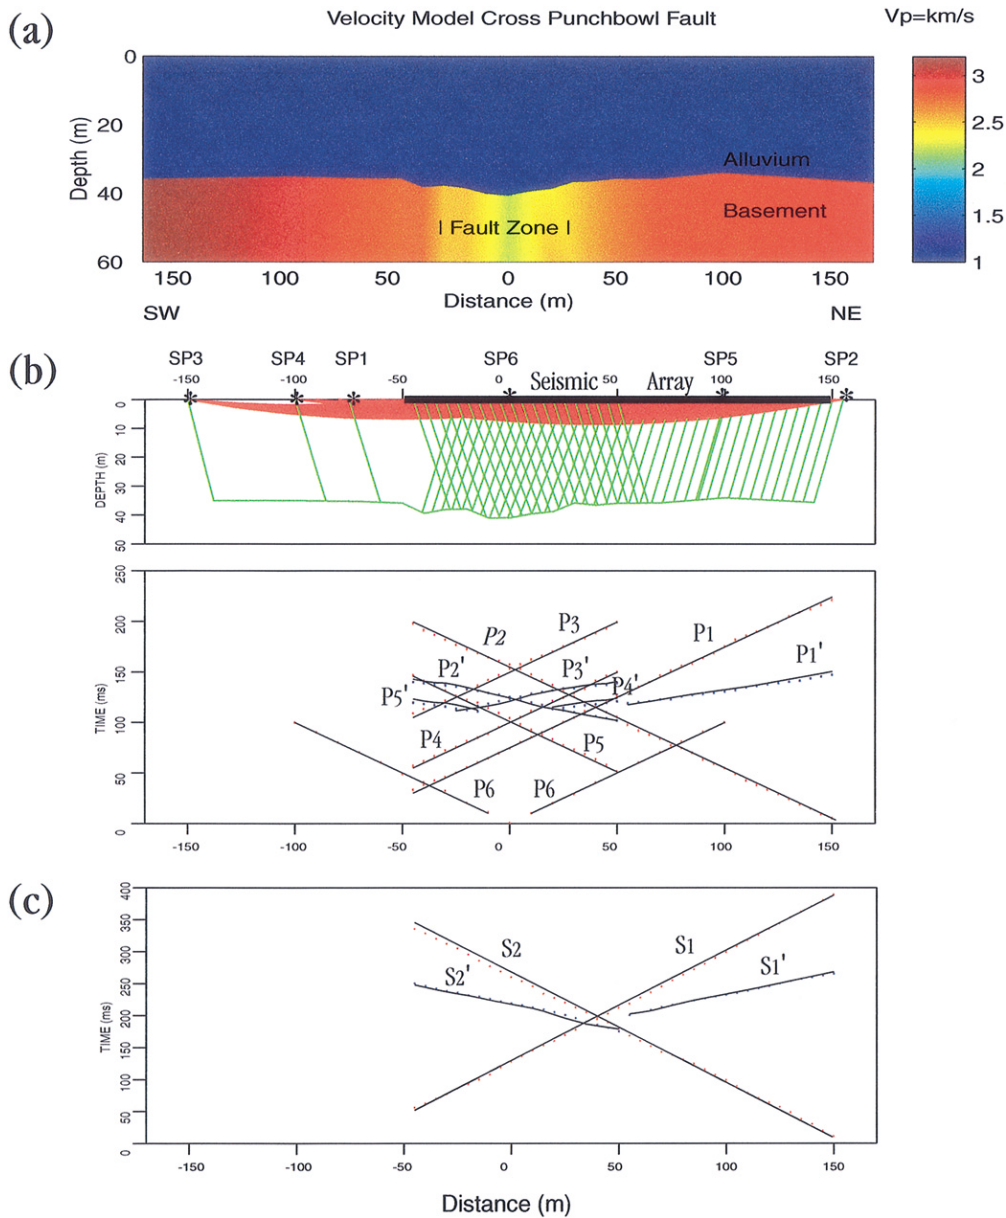 (a)
Velocity Model Cross Punchbowl Fault
Vp=km/s
0
20
40
60
Depth (m)
Alluvium
Basement
| Fault Zone |
150 100 50 0 50 100 150
Distance (m)
SW NE
3
2.5
2
1.5
1
(b)
SP3 SP4 SP1 SP6 SP5 SP2
-150 -100 -50 0 Seismic 50 Array 100 150
* * * * * *
0
10
20
30
40
50
DEPTH (m)
250
200
150
100
50
0
TIME (ms)
P2 P3 P1
P2' P3' P1'
P5' P4'
P4 P5
P6 P6
-150 -100 -50 0 50 100 150
(c)
400
350
300
250
200
150
100
50
0
TIME (ms)
S2 S1
S2' S1'
-150 -100 -50 0 50 100 150
Distance (m)